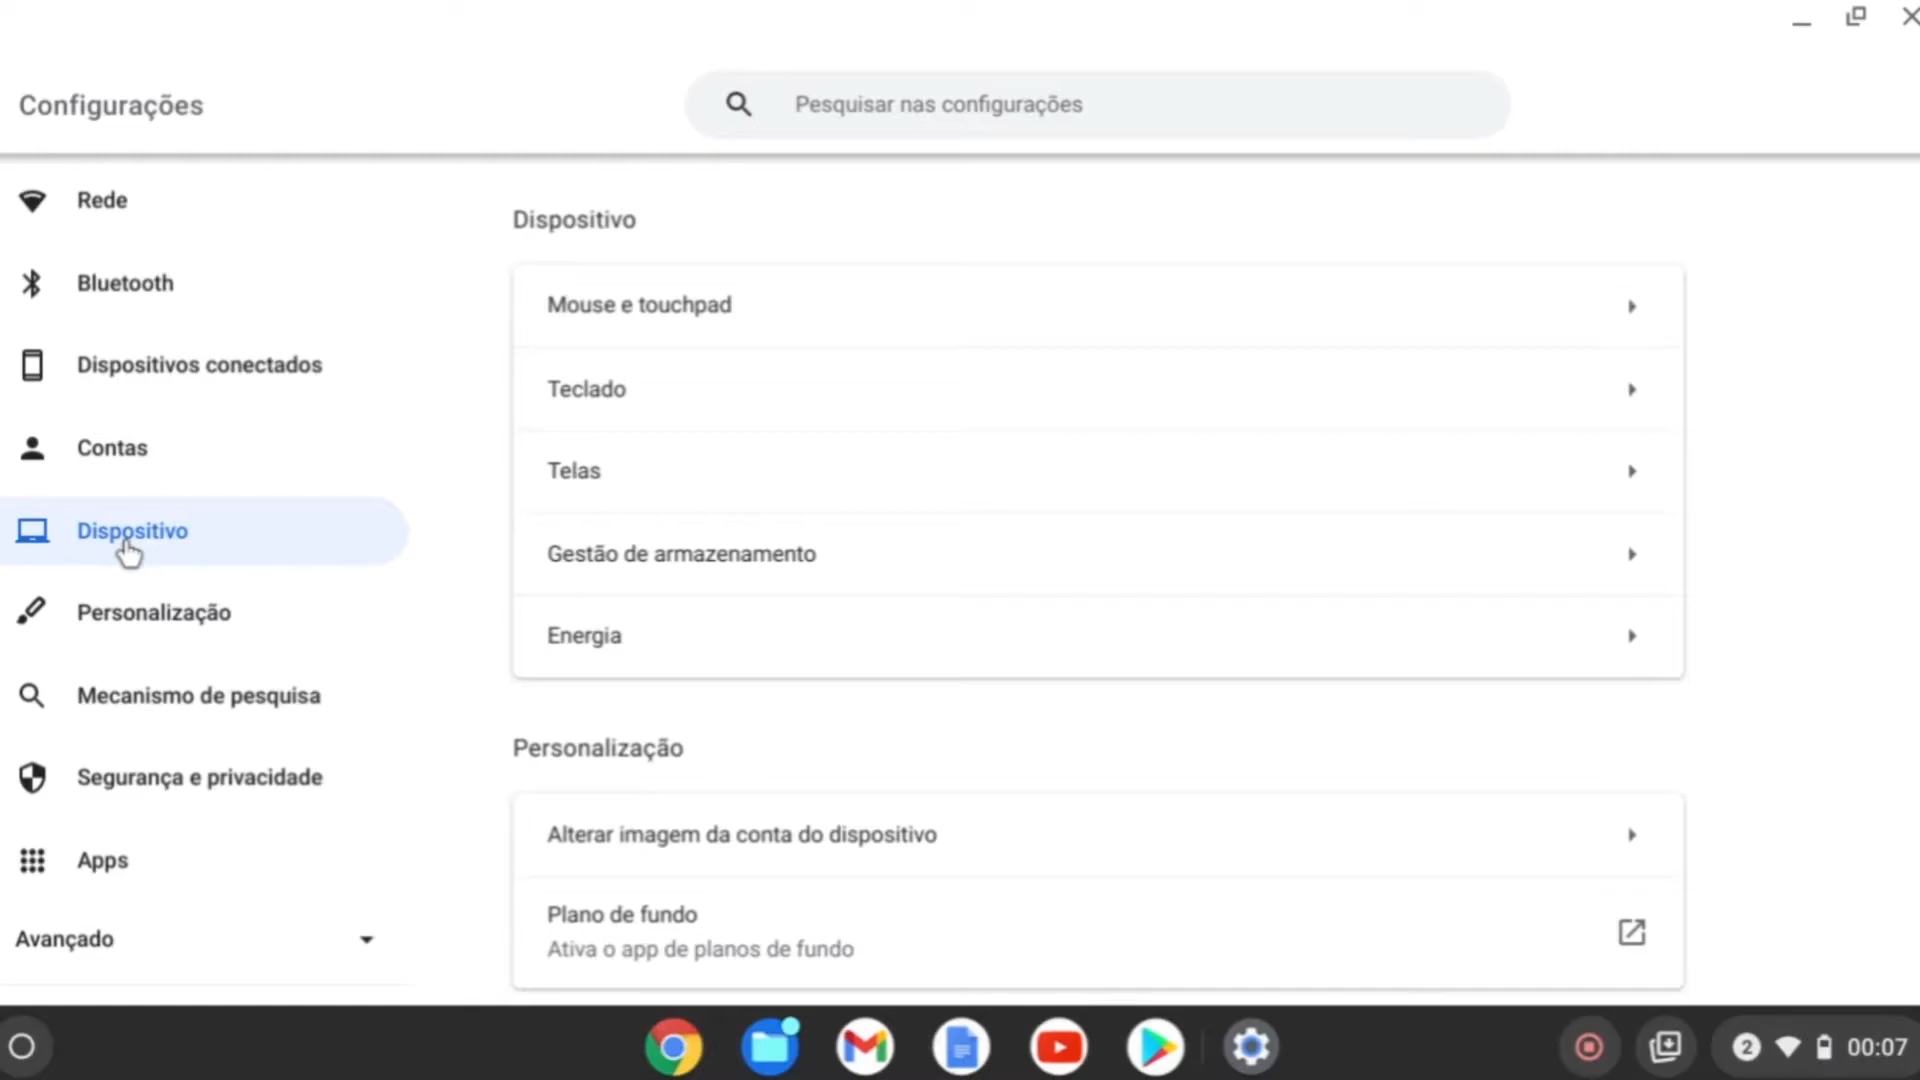 Configurações
Pesquisar nas configurações
Rede
Bluetooth
Dispositivos conectados
Contas
Dispositivo
Personalização
Mecanismo de pesquisa
Segurança e privacidade
Apps
Avançado
Dispositivo
Mouse e touchpad
Teclado
Telas
Gestão de armazenamento
Energia
Personalização
Alterar imagem da conta do dispositivo
Plano de fundo
Ativa o app de planos de fundo
2 00:07